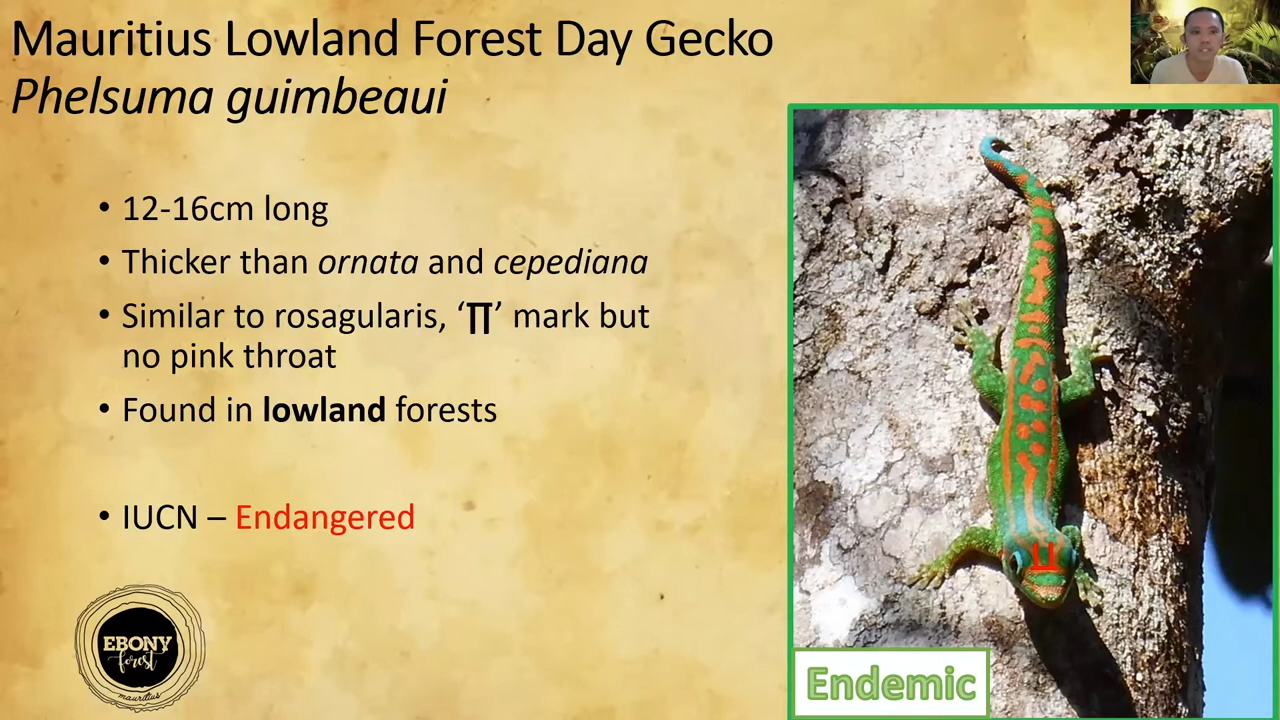 Mauritius Lowland Forest Day Gecko
Phelsuma guimbeaui
• 12-16cm long
• Thicker than ornata and cepediana
• Similar to rosagularis, ‘∏’ mark but
no pink throat
• Found in lowland forests
• IUCN – Endangered
EBONY
forest
mauritius
∏
Endemic